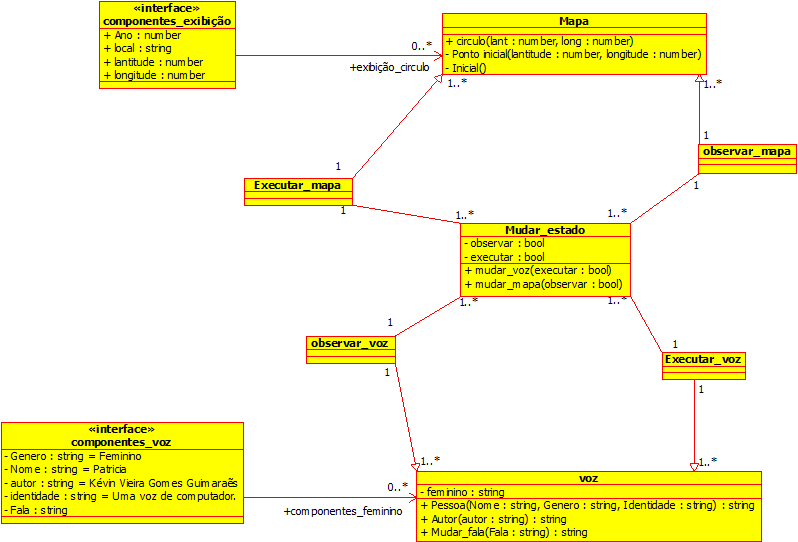 «interface»
componentes_exibição
+ Ano : number
+ local : string
+ lantitude : number
+ longitude : number
Mapa
+ circulo(lant : number, long : number)
- Ponto inicial(lantitude : number, longitude : number)
- Inicial()
0..*
+exibição_circulo
1..*
1..*
1
1
observar_mapa
1
Executar_mapa
1
1..*
1..*
Mudar_estado
- observar : bool
- executar : bool
+ mudar_voz(executar : bool)
+ mudar_mapa(observar : bool)
1..*
1..*
1
1
observar_voz
1
Executar_voz
1
«interface»
componentes_voz
- Genero : string = Feminino
- Nome : string = Patricia
- autor : string = Kévin Vieira Gomes Guimaraẽs
- identidade : string = Uma voz de computador.
- Fala : string
1..*
1..*
0..*
+componentes_feminino
voz
- feminino : string
+ Pessoa(Nome : string, Genero : string, Identidade : string) : string
+ Autor(autor : string) : string
+ Mudar_fala(Fala : string) : string